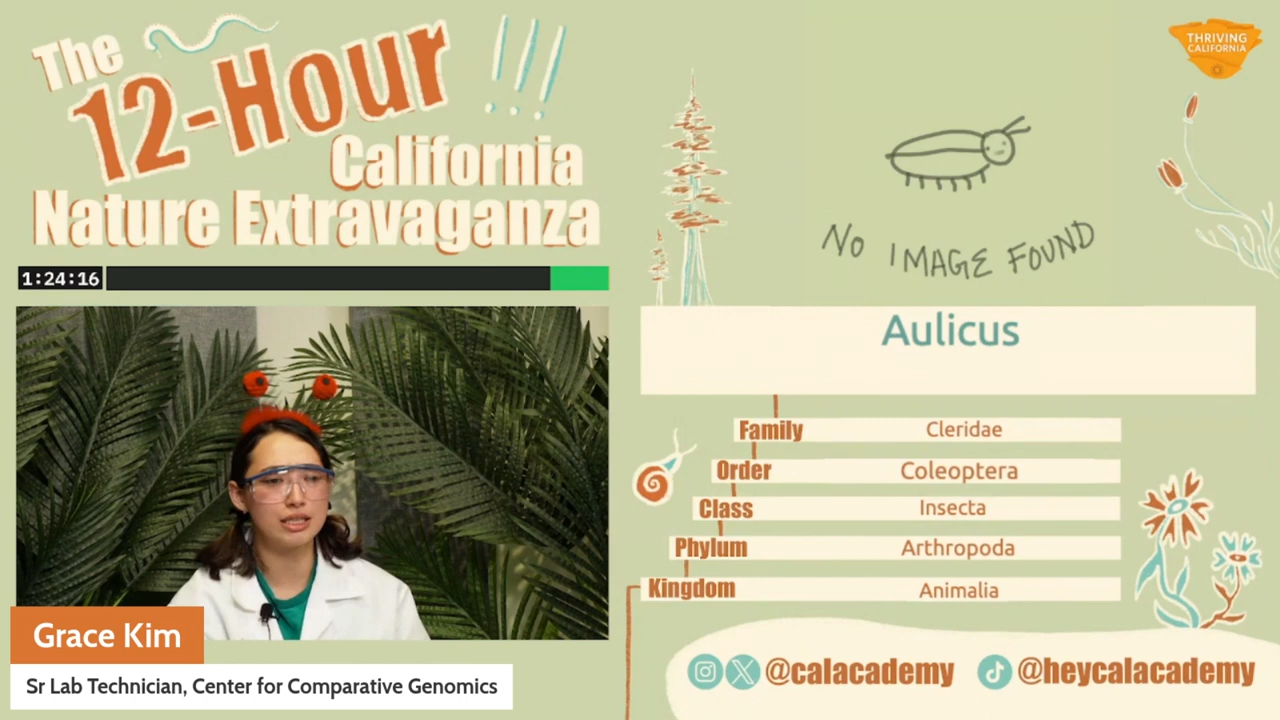 The
12-Hour
!!!
California
Nature Extravaganza
1:24:16
Grace Kim
Sr Lab Technician, Center for Comparative Genomics
THRIVING
CALIFORNIA
NO IMAGE FOUND
Aulicus
Family Cleridae
Order Coleoptera
Class Insecta
Phylum Arthropoda
Kingdom Animalia
@calacademy @heycalacademy